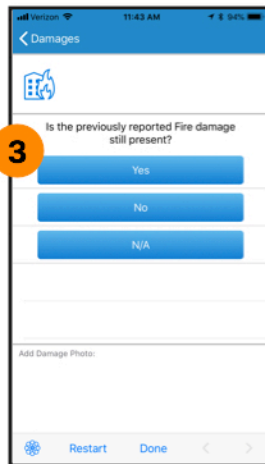 Verizon 11:43 AM 94%
Damages
Is the previously reported Fire damage
still present?
3
Yes
No
N/A
Add Damage Photo:
Restart Done